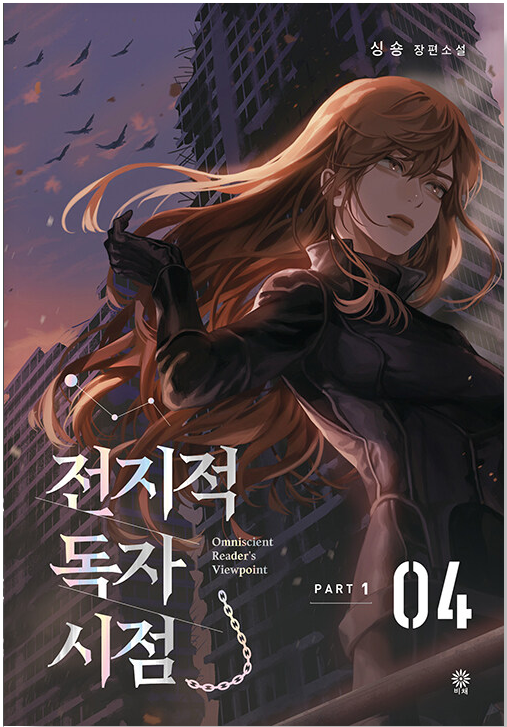 싱숑 장편소설
전지적
독자
시점
Omniscient
Reader's
Viewpoint
PART 1
04
비채